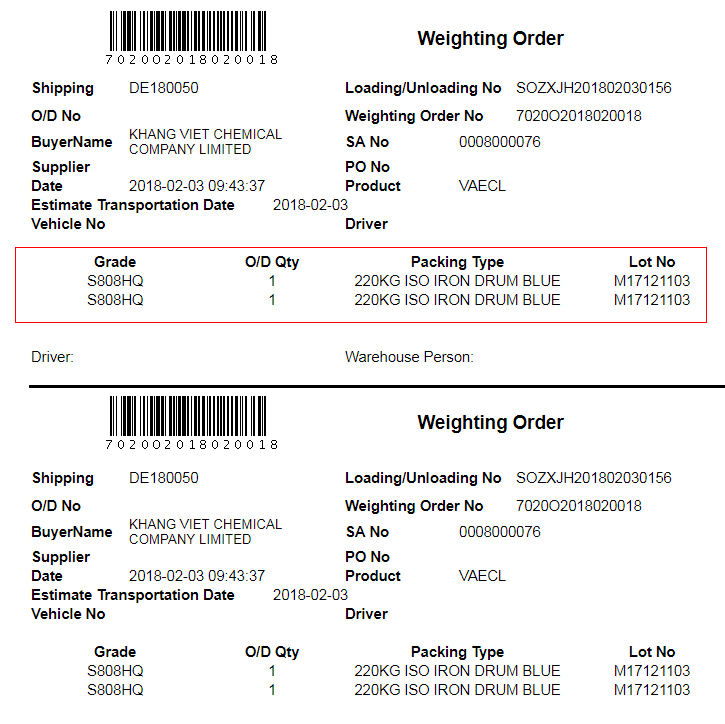 Weighting Order
7020O2018020018
Shipping DE180050 Loading/Unloading No SOZXJH201802030156
O/D No Weighting Order No 7020O2018020018
BuyerName KHANG VIET CHEMICAL COMPANY LIMITED SA No 0008000076
Supplier PO No
Date 2018-02-03 09:43:37 Product VAECL
Estimate Transportation Date 2018-02-03
Vehicle No Driver
Grade O/D Qty Packing Type Lot No
S808HQ 1 220KG ISO IRON DRUM BLUE M17121103
S808HQ 1 220KG ISO IRON DRUM BLUE M17121103
Driver: Warehouse Person:
Weighting Order
7020O2018020018
Shipping DE180050 Loading/Unloading No SOZXJH201802030156
O/D No Weighting Order No 7020O2018020018
BuyerName KHANG VIET CHEMICAL COMPANY LIMITED SA No 0008000076
Supplier PO No
Date 2018-02-03 09:43:37 Product VAECL
Estimate Transportation Date 2018-02-03
Vehicle No Driver
Grade O/D Qty Packing Type Lot No
S808HQ 1 220KG ISO IRON DRUM BLUE M17121103
S808HQ 1 220KG ISO IRON DRUM BLUE M17121103